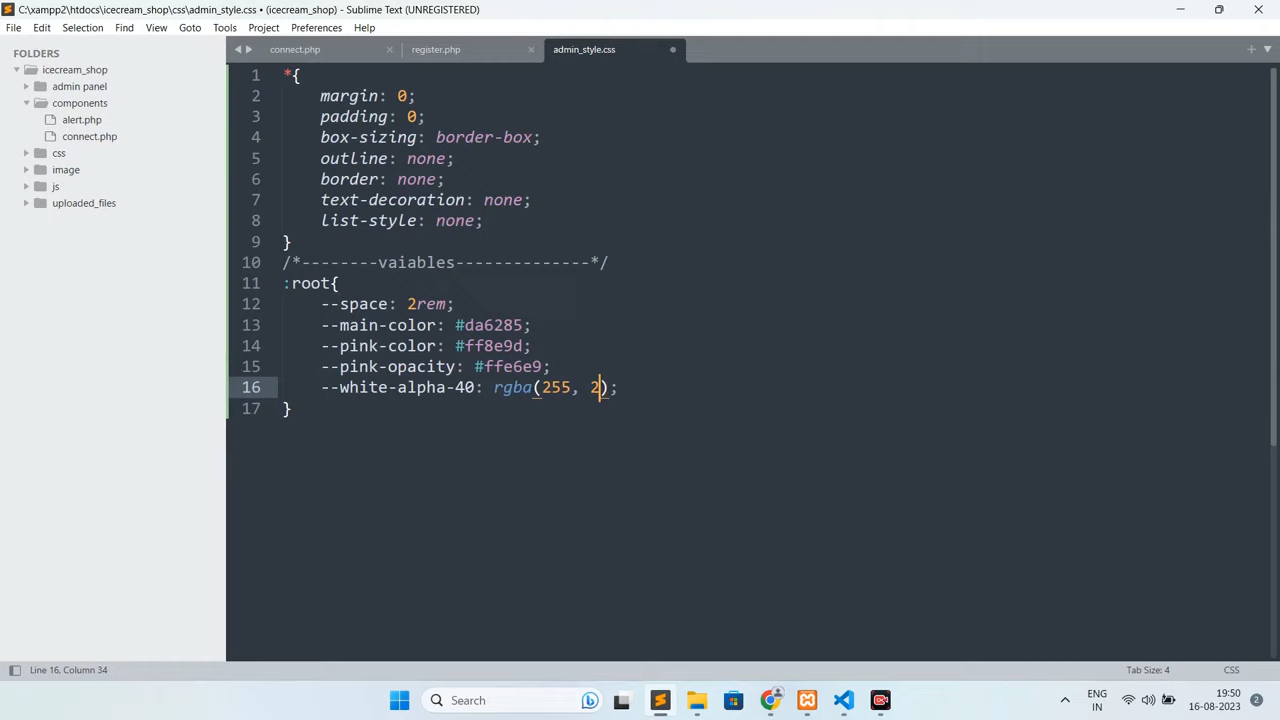 C:\xampp2\htdocs\icecream_shop\css\admin_style.css • (icecream_shop) - Sublime Text (UNREGISTERED)
File Edit Selection Find View Goto Tools Project Preferences Help
FOLDERS
icecream_shop
admin panel
components
alert.php
connect.php
css
image
js
uploaded_files
connect.php register.php admin_style.css
1 *{
2 margin: 0;
3 padding: 0;
4 box-sizing: border-box;
5 outline: none;
6 border: none;
7 text-decoration: none;
8 list-style: none;
9 }
10 /*--------vaiables--------------*/
11 :root{
12 --space: 2rem;
13 --main-color: #da6285;
14 --pink-color: #ff8e9d;
15 --pink-opacity: #ffe6e9;
16 --white-alpha-40: rgba(255, 2);
17 }
Line 16, Column 34 Tab Size: 4 CSS
Search
ENG
IN
19:50
16-08-2023
2